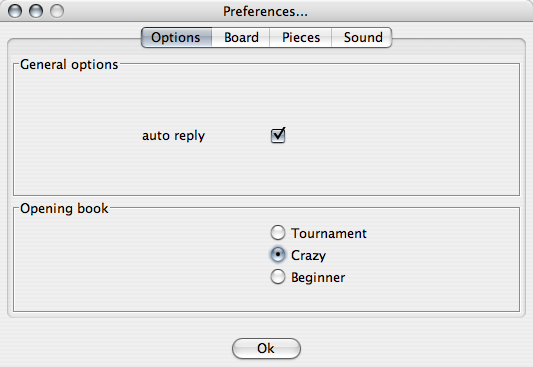 Preferences...
Options Board Pieces Sound
General options
auto reply
Opening book
Tournament
Crazy
Beginner
Ok